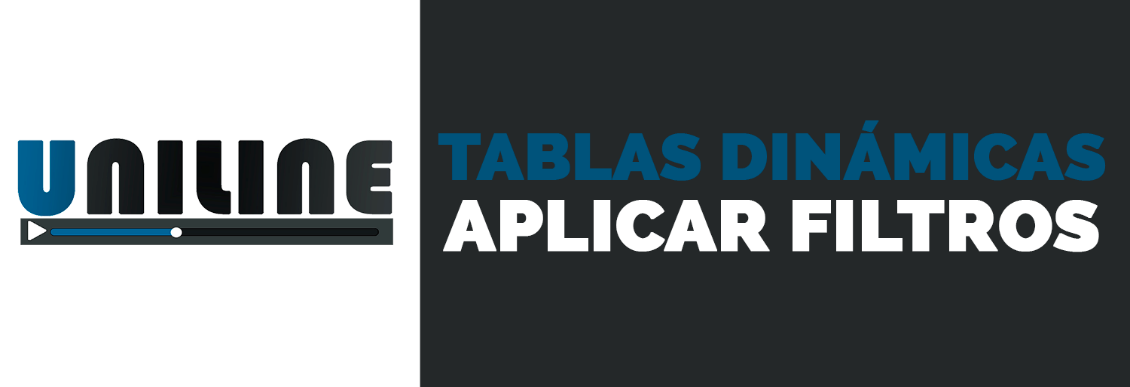 UNILINE
TABLAS DINÁMICAS
APLICAR FILTROS